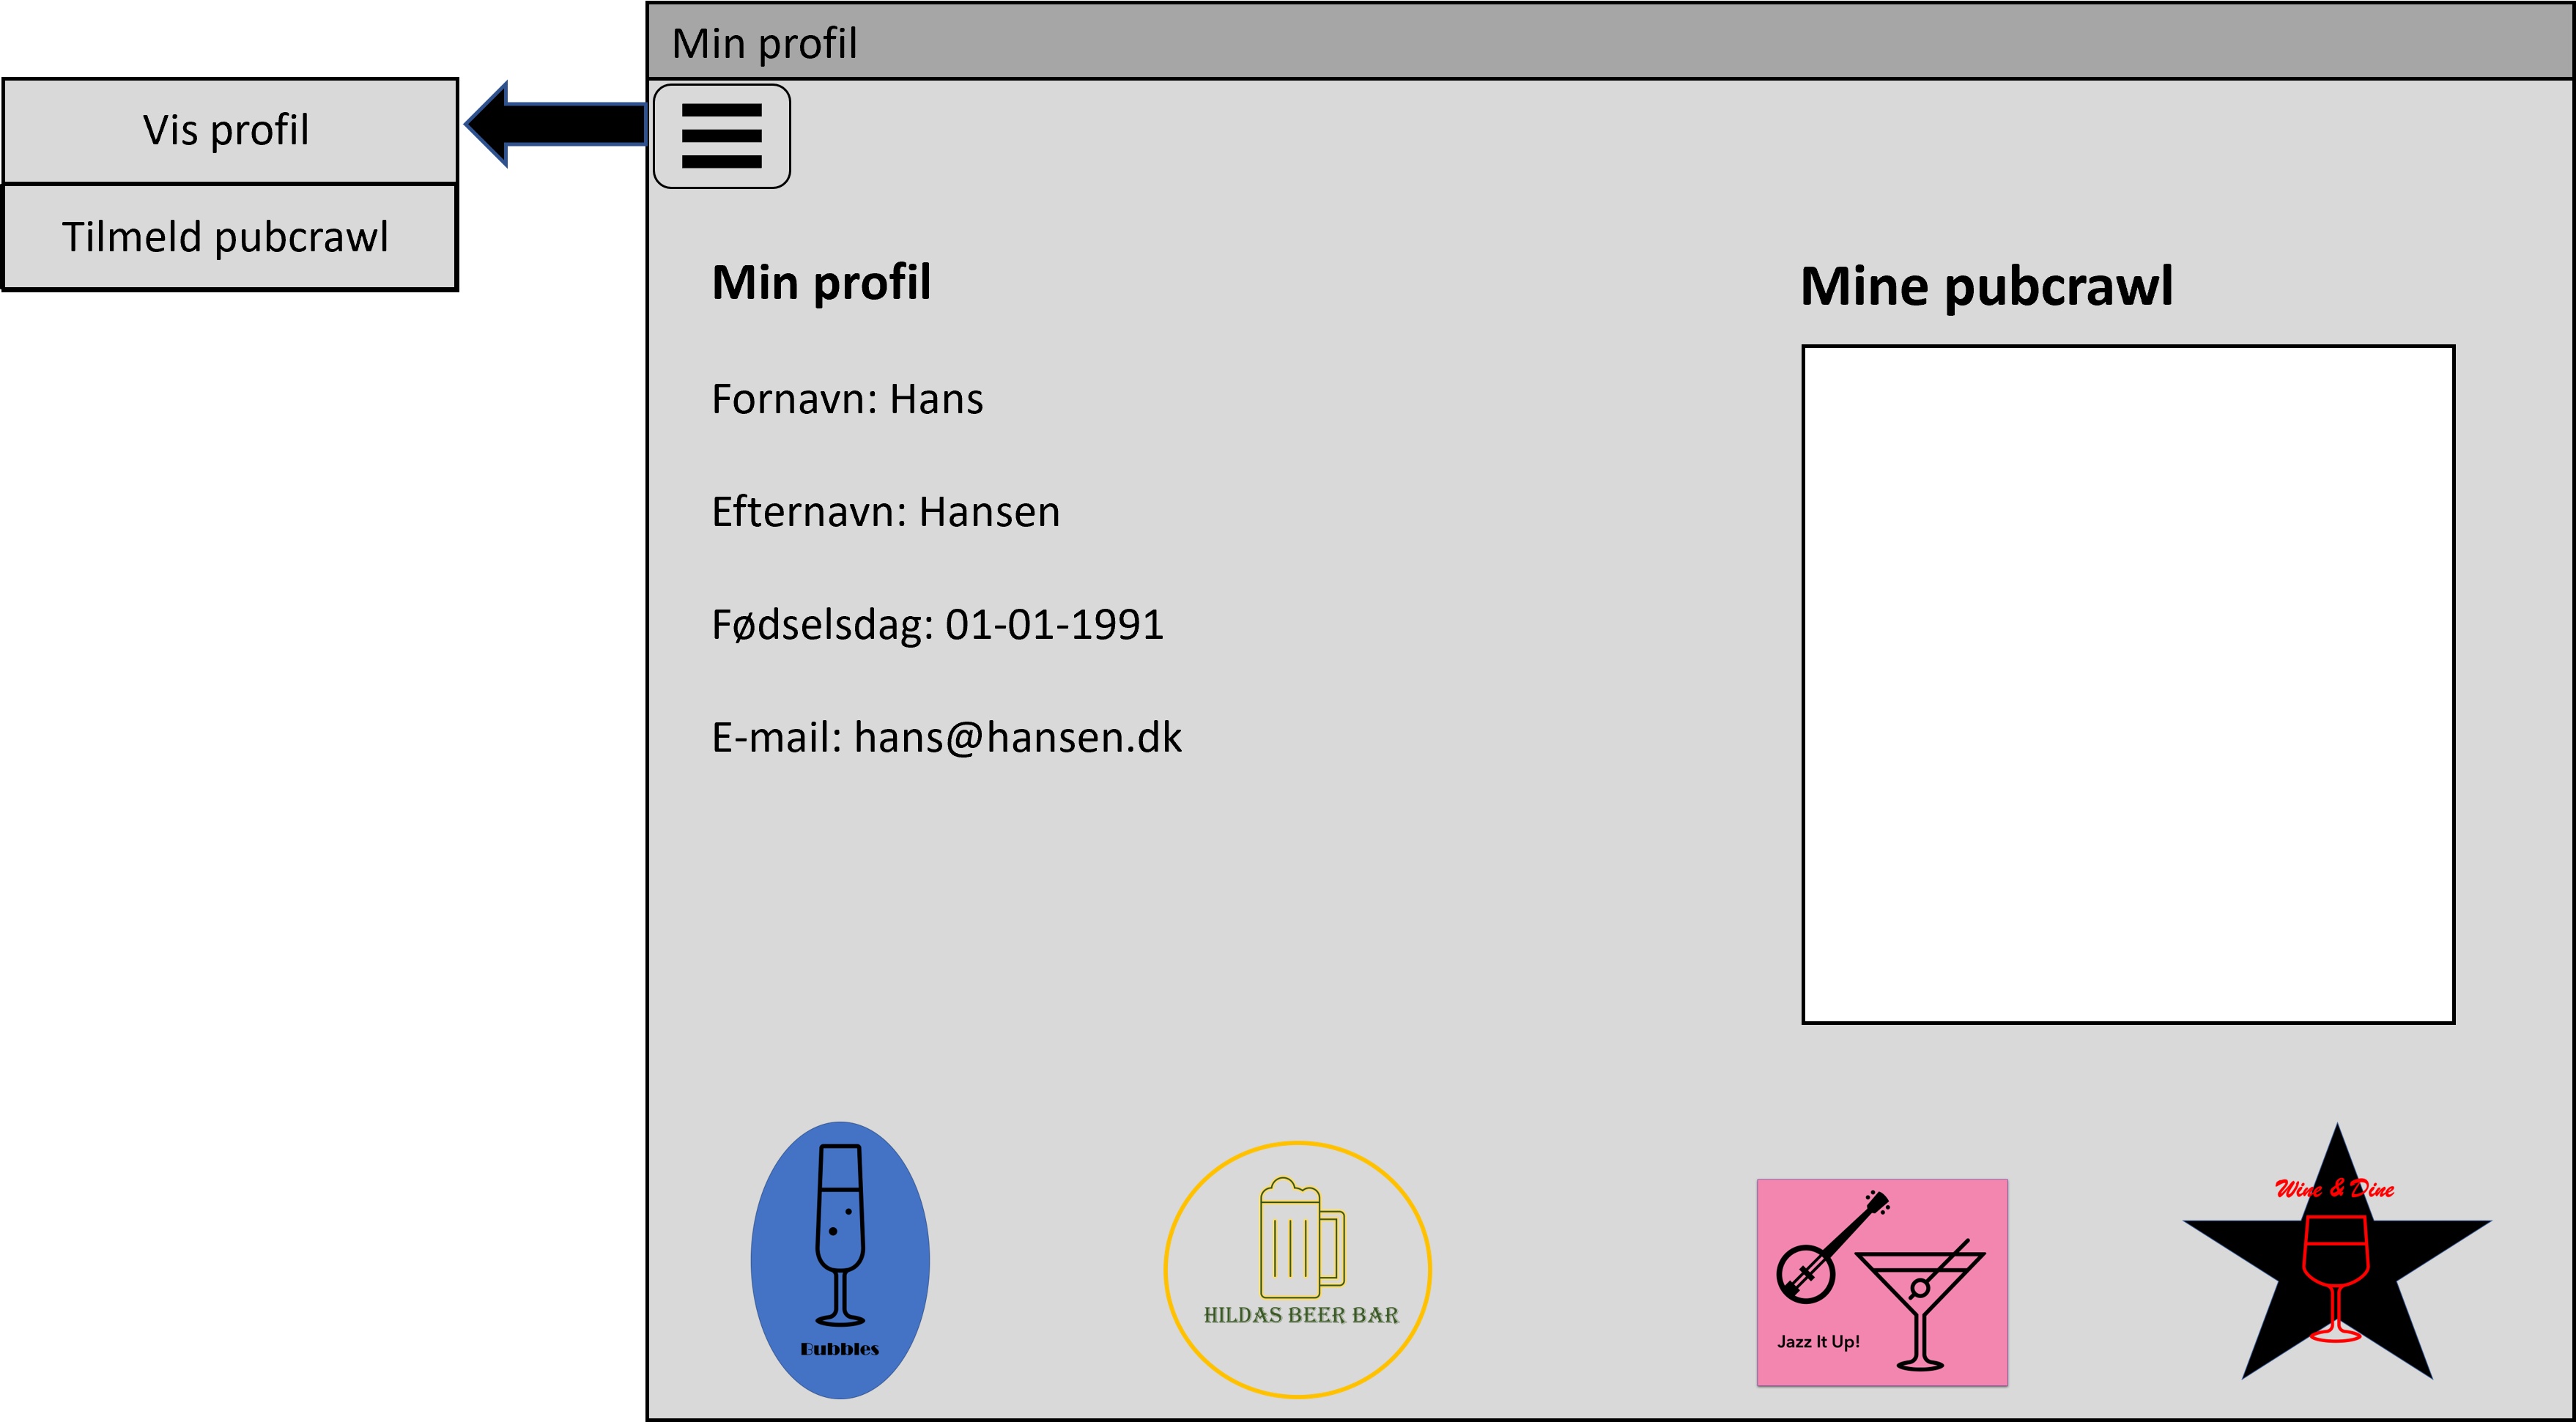 Min profil
Vis profil
Tilmeld pubcrawl
Min profil
Fornavn: Hans
Efternavn: Hansen
Fødselsdag: 01-01-1991
E-mail: hans@hansen.dk
Mine pubcrawl
Bubbles
HILDAS BEER BAR
Jazz It Up!
Wine & Dine